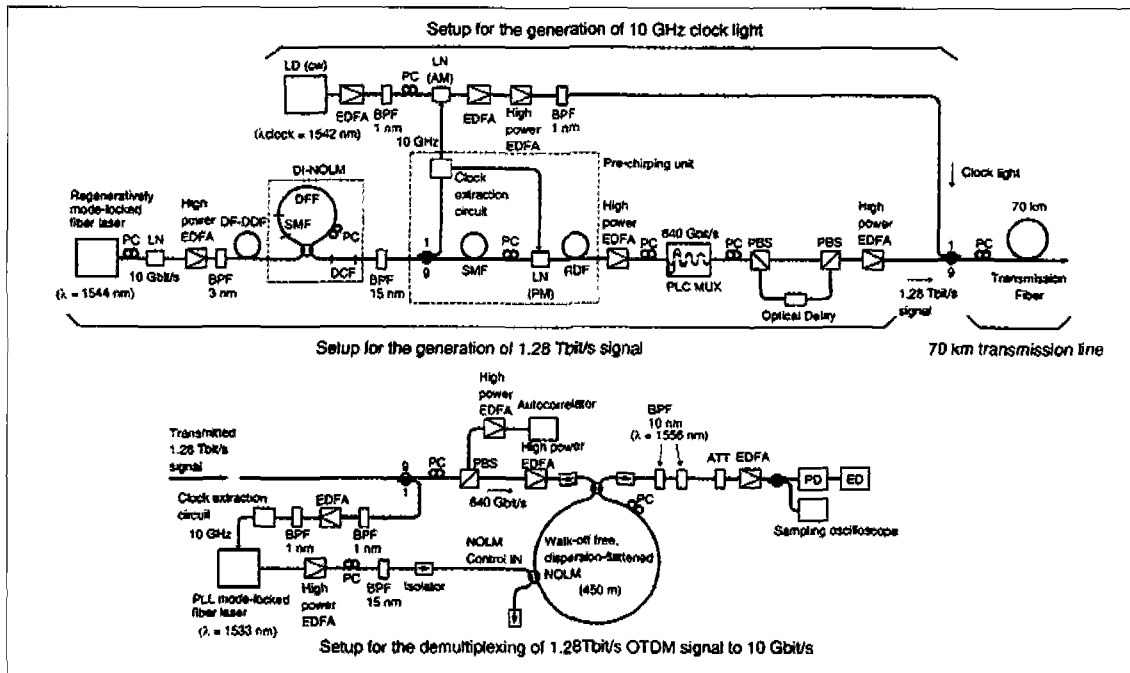 Setup for the generation of 10 GHz clock light
LD (cw)
PC
LN
(AM)
EDFA
BPF
1 nm
EDFA
High
power
EDFA
BPF
1 nm
(λclock = 1542 nm)
10 GHz
Pre-chirping unit
Clock light
DI-NOLM
Clock
extraction
circuit
Regeneratively
mode-locked
fiber laser
High
power
EDFA
DF-DDF
DFF
SMF
PC
High
power
EDFA
PC
640 Gbit/s
PC
PBS
PBS
High
power
EDFA
70 km
PC
LN
10 Gbit/s
BPF
3 nm
DCF
BPF
15 nm
1
9
SMF
PC
LN
(PM)
RDF
PLC MUX
Optical Delay
1
9
PC
1.28 Tbit/s
signal
Transmission
Fiber
(λ = 1544 nm)
Setup for the generation of 1.28 Tbit/s signal
70 km transmission line
High
power
EDFA
Autocorrelator
BPF
10 nm
(λ = 1556 nm)
Transmitted
1.28 Tbit/s
signal
9
1
PC
PBS
High power
EDFA
640 Gbit/s
ATT
EDFA
PD
ED
PC
Sampling oscilloscope
Clock extraction
circuit
EDFA
10 GHz
BPF
1 nm
BPF
1 nm
NOLM
Control IN
Walk-off free,
dispersion-flattened
NOLM
(450 m)
PLL mode-locked
fiber laser
(λ = 1533 nm)
High
power
EDFA
PC
BPF
15 nm
Isolator
Setup for the demultiplexing of 1.28Tbit/s OTDM signal to 10 Gbit/s